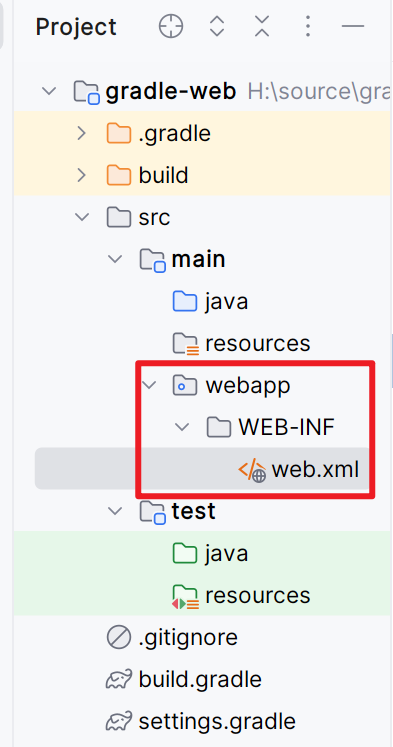 Project
gradle-web H:\source\gra
.gradle
build
src
main
java
resources
webapp
WEB-INF
web.xml
test
java
resources
.gitignore
build.gradle
settings.gradle